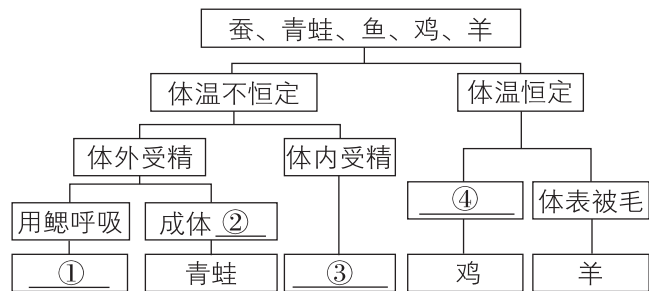 蚕、青蛙、鱼、鸡、羊
体温不恒定
体温恒定
体外受精
体内受精
用鳃呼吸
成体 ②
④
体表被毛
①
青蛙
③
鸡
羊